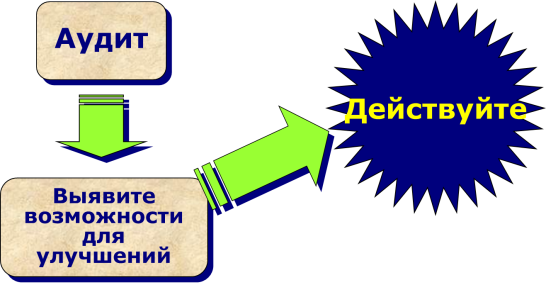 Аудит
Выявите
возможности
для
улучшений
Действуйте